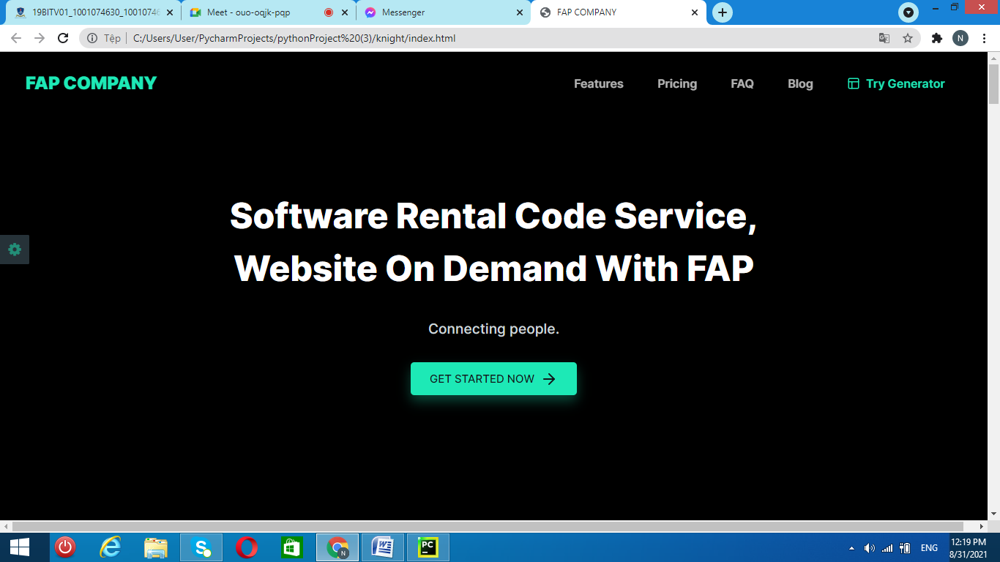 19BITV01_1001074630_1001074
Meet - ouo-oqjk-pqp
Messenger
FAP COMPANY
Tệp
C:/Users/User/PycharmProjects/pythonProject%20(3)/knight/index.html
N
FAP COMPANY
Features
Pricing
FAQ
Blog
Try Generator
Software Rental Code Service,
Website On Demand With FAP
Connecting people.
GET STARTED NOW
N
PC
ENG
12:19 PM
8/31/2021